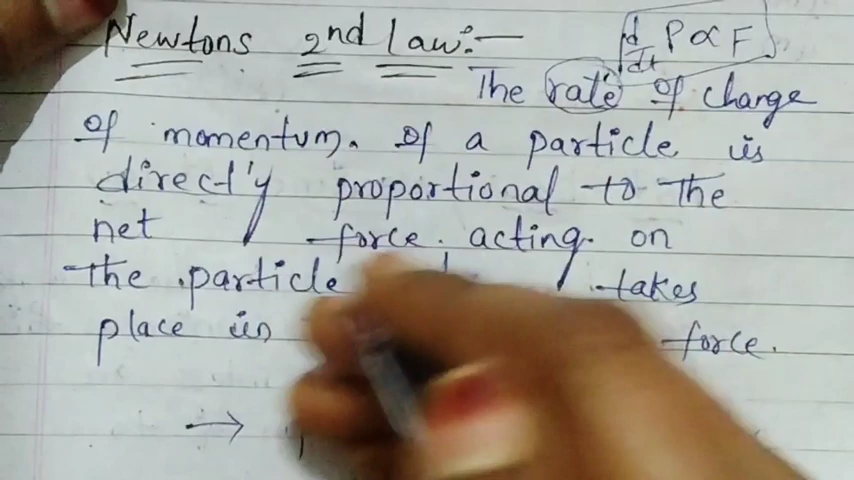 Newtons 2nd law:-
d/dt P ∝ F
The rate of change
of momentum. of a particle is
directly proportional to the
net force. acting. on
the particle takes
place in force.
→